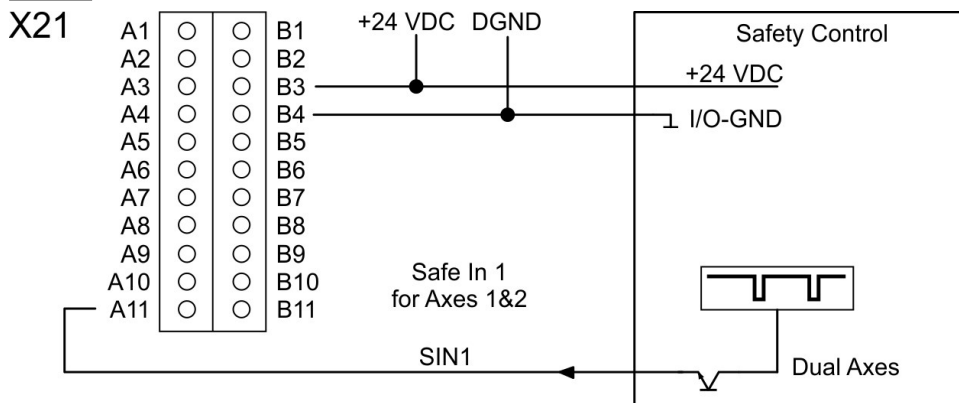 X21
A1 B1
A2 B2
A3 B3
A4 B4
A5 B5
A6 B6
A7 B7
A8 B8
A9 B9
A10 B10
A11 B11
+24 VDC DGND
Safety Control
+24 VDC
I/O-GND
Safe In 1
for Axes 1&2
SIN1
Dual Axes